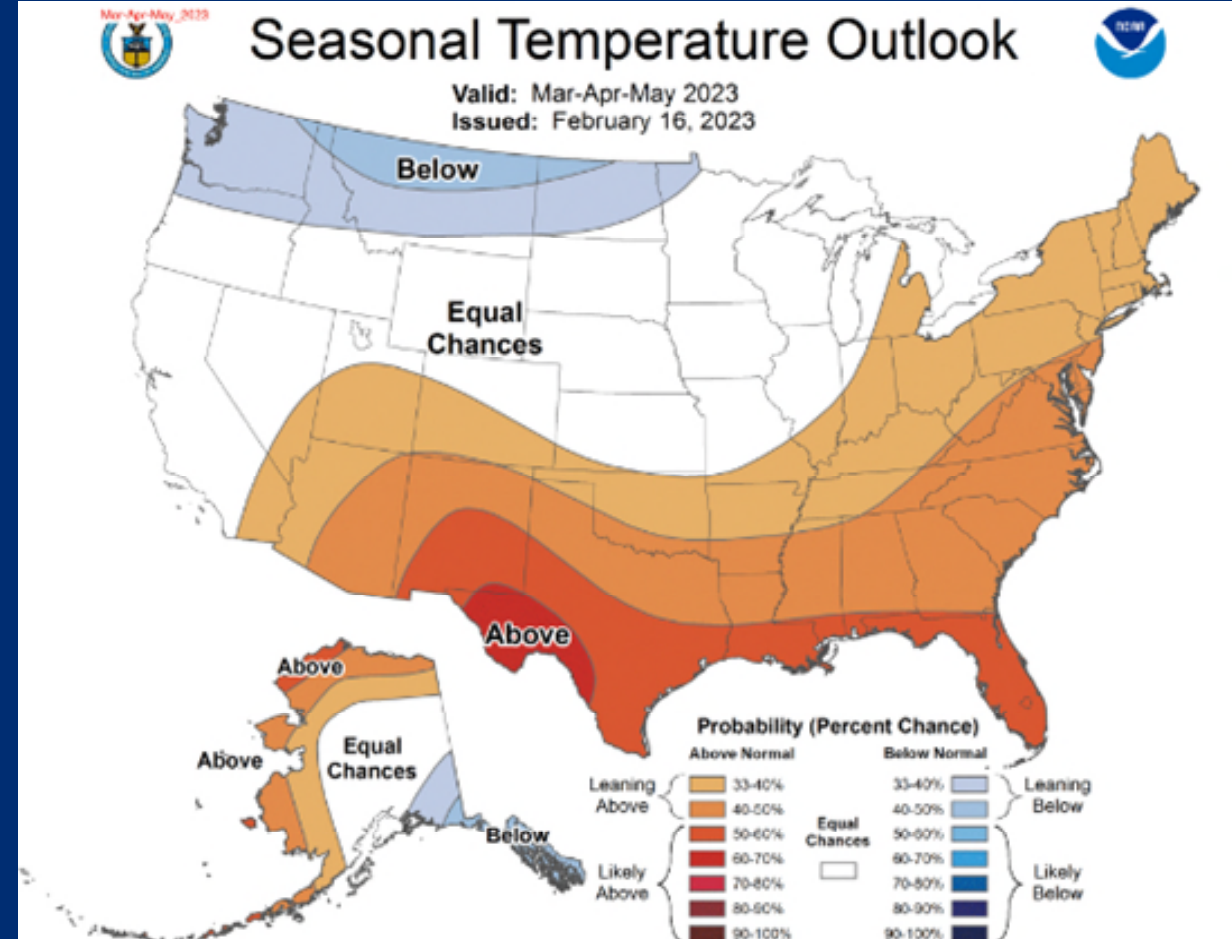 Mar-Apr-May_2023
Seasonal Temperature Outlook
noaa
Valid: Mar-Apr-May 2023
Issued: February 16, 2023
Below
Equal
Chances
Above
Above
Above
Equal
Chances
Below
Probability (Percent Chance)
Above Normal
Below Normal
Leaning
Above
33-40%
40-50%
50-60%
60-70%
70-80%
80-90%
90-100%
Likely
Above
Equal
Chances
33-40%
40-50%
50-60%
60-70%
70-80%
80-90%
90-100%
Leaning
Below
Likely
Below